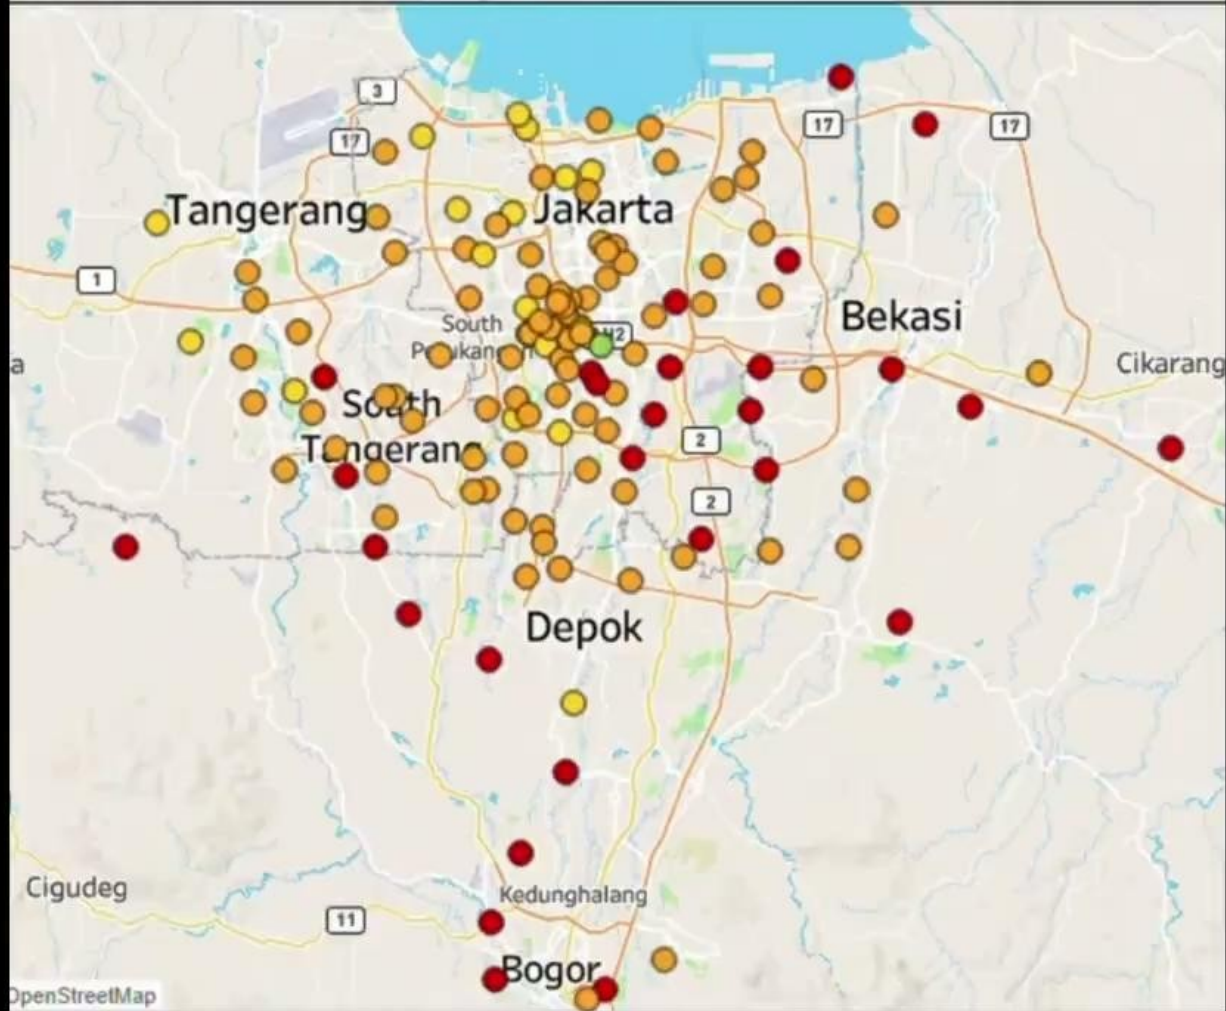 3
17
17
17
Tangerang
Jakarta
1
Bekasi
South
Cikarang
a
South
Tangerang
2
2
Depok
Cigudeg
Kedunghalang
11
Bogor
OpenStreetMap